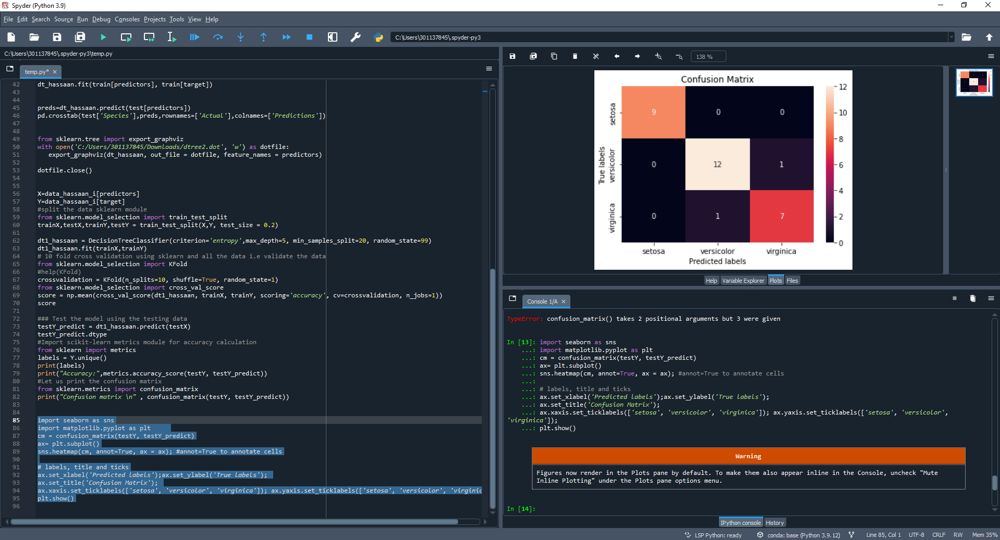 Spyder (Python 3.9)
File Edit Search Source Run Debug Consoles Projects Tools View Help
C:\Users\301137845\.spyder-py3
C:\Users\301137845\.spyder-py3\temp.py
temp.py*
42 dt_hassaan.fit(train[predictors], train[target])
43
44
45 preds=dt_hassaan.predict(test[predictors])
46 pd.crosstab(test['Species'],preds,rownames=['Actual'],colnames=['Predictions'])
47
48
49 from sklearn.tree import export_graphviz
50 with open('C:/Users/301137845/Downloads/dtree2.dot', 'w') as dotfile:
51 export_graphviz(dt_hassaan, out_file = dotfile, feature_names = predictors)
52
53 dotfile.close()
54
55
56 X=data_hassaan_i[predictors]
57 Y=data_hassaan_i[target]
58 #split the data sklearn module
59 from sklearn.model_selection import train_test_split
60 trainX,testX,trainY,testY = train_test_split(X,Y, test_size = 0.2)
61
62 dt1_hassaan = DecisionTreeClassifier(criterion='entropy',max_depth=5, min_samples_split=20, random_state=99)
63 dt1_hassaan.fit(trainX,trainY)
64 # 10 fold cross validation using sklearn and all the data i.e validate the data
65 from sklearn.model_selection import KFold
66 #help(KFold)
67 crossvalidation = KFold(n_splits=10, shuffle=True, random_state=1)
68 from sklearn.model_selection import cross_val_score
69 score = np.mean(cross_val_score(dt1_hassaan, trainX, trainY, scoring='accuracy', cv=crossvalidation, n_jobs=1))
70 score
71
72 ### Test the model using the testing data
73 testY_predict = dt1_hassaan.predict(testX)
74 testY_predict.dtype
75 #Import scikit-learn metrics module for accuracy calculation
76 from sklearn import metrics
77 labels = Y.unique()
78 print(labels)
79 print("Accuracy:",metrics.accuracy_score(testY, testY_predict))
80 #Let us print the confusion matrix
81 from sklearn.metrics import confusion_matrix
82 print("Confusion matrix \n" , confusion_matrix(testY, testY_predict))
83
84
85 import seaborn as sns
86 import matplotlib.pyplot as plt
87 cm = confusion_matrix(testY, testY_predict)
88 ax= plt.subplot()
89 sns.heatmap(cm, annot=True, ax = ax); #annot=True to annotate cells
90
91 # labels, title and ticks
92 ax.set_xlabel('Predicted labels');ax.set_ylabel('True labels');
93 ax.set_title('Confusion Matrix');
94 ax.xaxis.set_ticklabels(['setosa', 'versicolor', 'virginica']); ax.yaxis.set_ticklabels(['setosa', 'versicolor', 'virginic
95 plt.show()
96
138 %
Confusion Matrix
setosa 9 0 0
True labels
versicolor 0 12 1
virginica 0 1 7
setosa versicolor virginica
Predicted labels
12
10
8
6
4
2
0
Help Variable Explorer Plots Files
Console 1/A
TypeError: confusion_matrix() takes 2 positional arguments but 3 were given
In [13]: import seaborn as sns
...: import matplotlib.pyplot as plt
...: cm = confusion_matrix(testY, testY_predict)
...: ax= plt.subplot()
...: sns.heatmap(cm, annot=True, ax = ax); #annot=True to annotate cells
...:
...: # labels, title and ticks
...: ax.set_xlabel('Predicted labels');ax.set_ylabel('True labels');
...: ax.set_title('Confusion Matrix');
...: ax.xaxis.set_ticklabels(['setosa', 'versicolor', 'virginica']); ax.yaxis.set_ticklabels(['setosa', 'versicolor',
'virginica']);
...: plt.show()
Warning
Figures now render in the Plots pane by default. To make them also appear inline in the Console, uncheck "Mute
Inline Plotting" under the Plots pane options menu.
In [14]:
IPython console History
LSP Python: ready conda: base (Python 3.9.12) Line 85, Col 1 UTF-8 CRLF RW Mem 35%